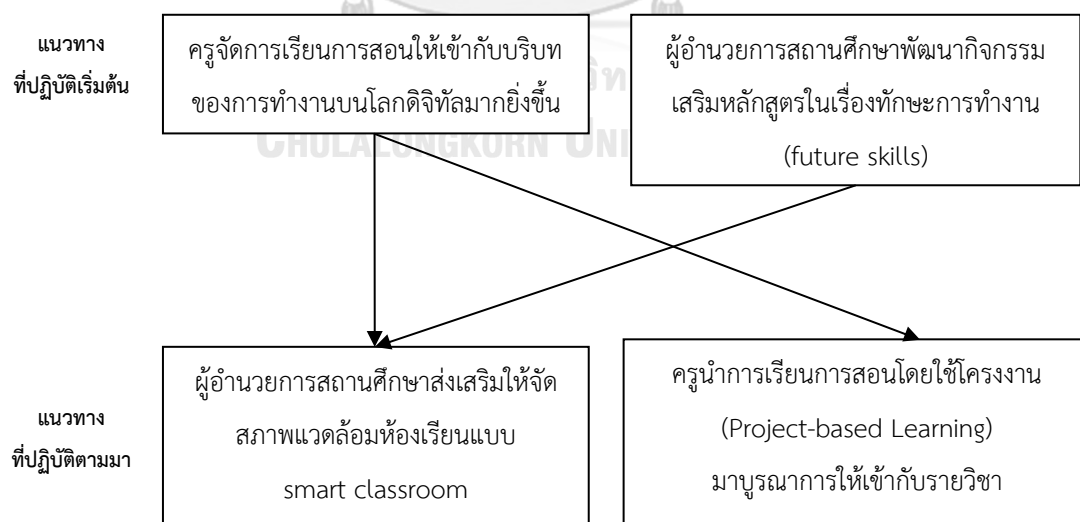 แนวทาง
ที่ปฏิบัติเริ่มต้น
ครูจัดการเรียนการสอนให้เข้ากับบริบท
ของการทำงานบนโลกดิจิทัลมากยิ่งขึ้น
ผู้อำนวยการสถานศึกษาพัฒนากิจกรรม
เสริมหลักสูตรในเรื่องทักษะการทำงาน
(future skills)
CHULALONGKORN UNI
แนวทาง
ที่ปฏิบัติตามมา
ผู้อำนวยการสถานศึกษาส่งเสริมให้จัด
สภาพแวดล้อมห้องเรียนแบบ
smart classroom
ครูนำการเรียนการสอนโดยใช้โครงงาน
(Project-based Learning)
มาบูรณาการให้เข้ากับรายวิชา